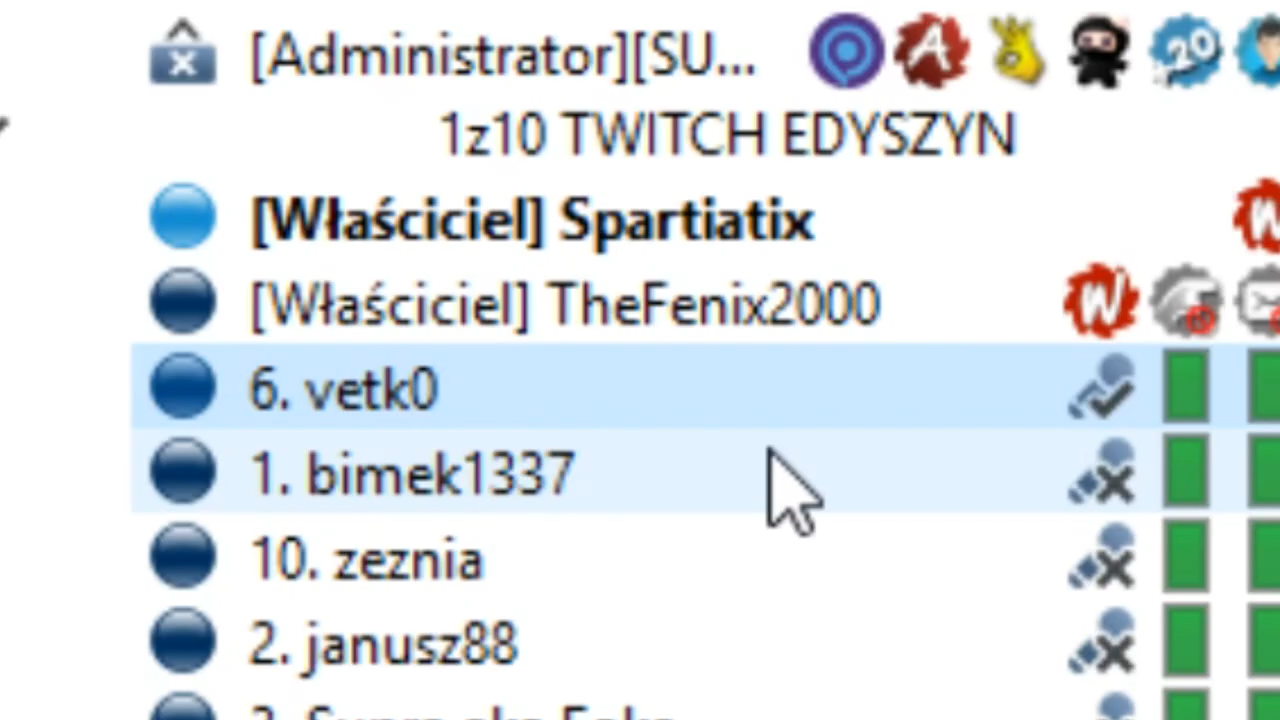 [Administrator][SU...
1z10 TWITCH EDYSZYN
[Właściciel] Spartiatix
[Właściciel] TheFenix2000
6. vetk0
1. bimek1337
10. zeznia
2. janusz88